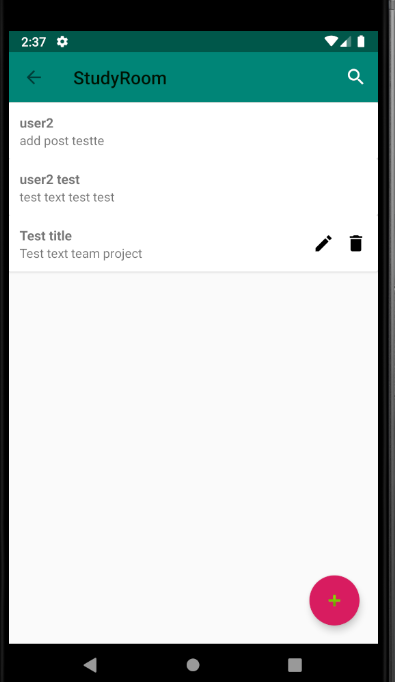 2:37
StudyRoom
user2
add post testte
user2 test
test text test test
Test title
Test text team project